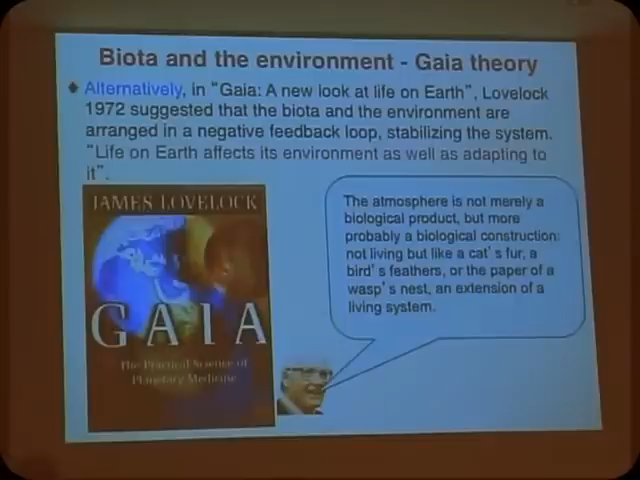 Biota and the environment - Gaia theory
Alternatively, in “Gaia: A new look at life on Earth”, Lovelock
1972 suggested that the biota and the environment are
arranged in a negative feedback loop, stabilizing the system.
“Life on Earth affects its environment as well as adapting to
it”.
JAMES LOVELOCK
GAIA
The Practical Science of
Planetary Medicine
The atmosphere is not merely a
biological product, but more
probably a biological construction:
not living but like a cat's fur, a
bird's feathers, or the paper of a
wasp's nest, an extension of a
living system.